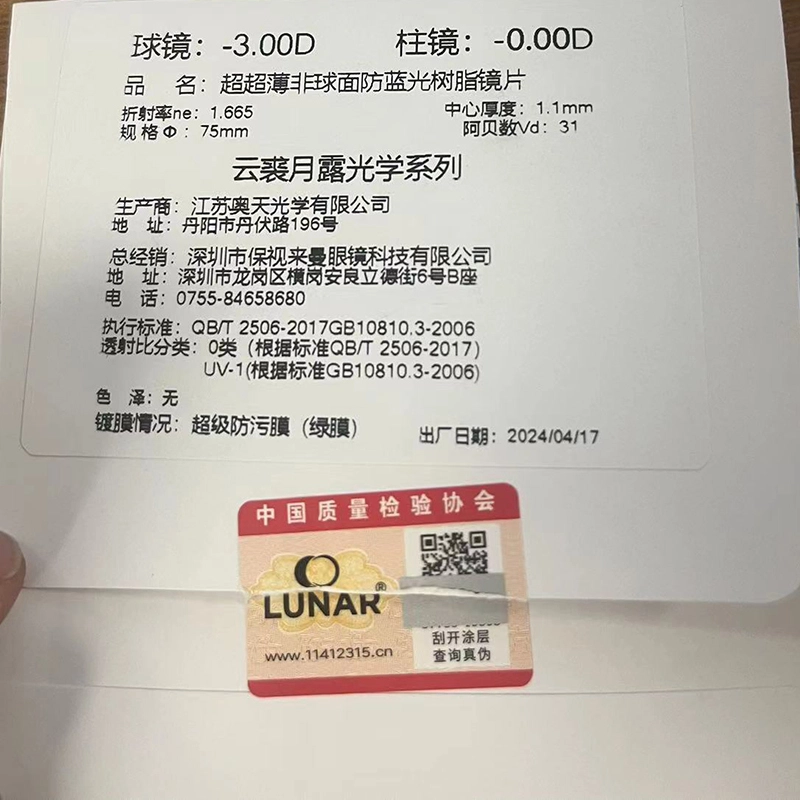 球镜：-3.00D 柱镜：-0.00D
品 名：超超薄非球面防蓝光树脂镜片
折射率ne：1.665 中心厚度：1.1mm
规格Φ：75mm 阿贝数Vd：31
云裳月露光学系列
生产商：江苏奥天光学有限公司
地 址：丹阳市丹伏路196号
总经销：深圳市保视来曼眼镜科技有限公司
地 址：深圳市龙岗区横岗安良立德街6号B座
电 话：0755-84658680
执行标准：QB/T 2506-2017GB10810.3-2006
透射比分类：0类（根据标准QB/T 2506-2017）
UV-1(根据标准GB10810.3-2006)
色 泽：无
镀膜情况：超级防污膜（绿膜） 出厂日期：2024/04/17
中国质量检验协会
LUNAR®
www.11412315.cn
刮开涂层
查询真伪